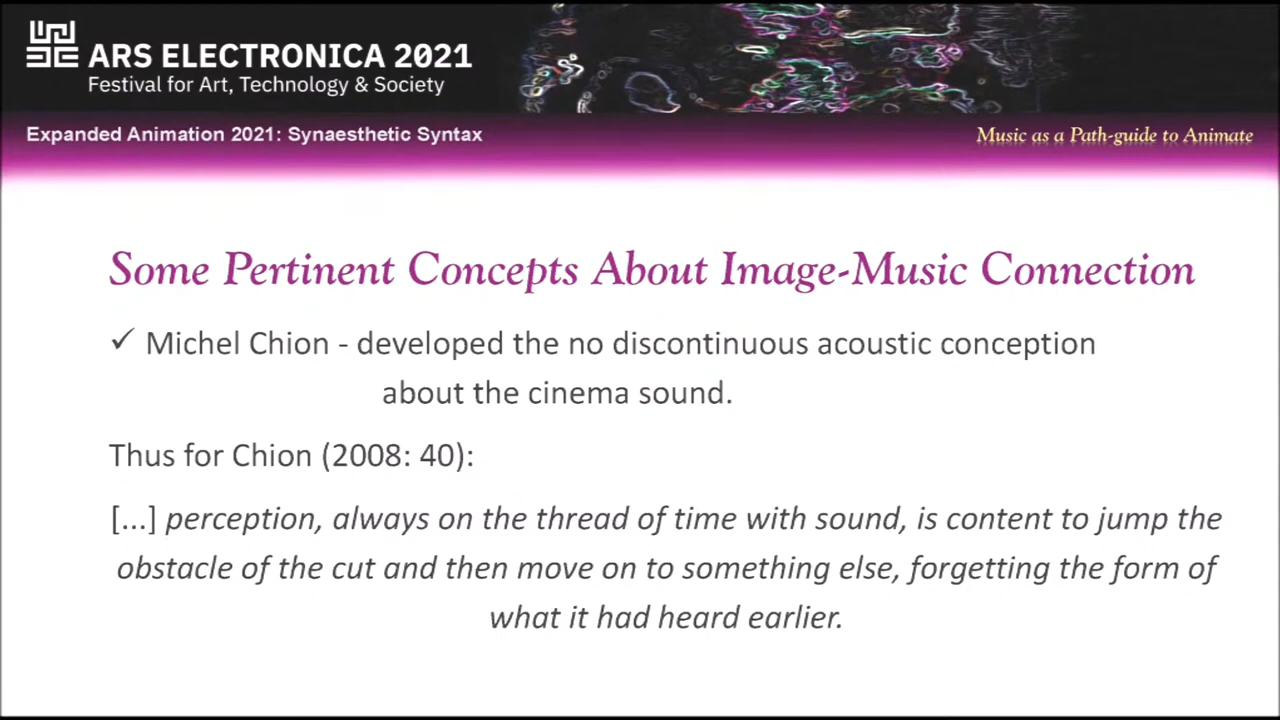 ARS ELECTRONICA 2021
Festival for Art, Technology & Society
Expanded Animation 2021: Synaesthetic Syntax
Music as a Path-guide to Animate
Some Pertinent Concepts About Image-Music Connection
✓ Michel Chion - developed the no discontinuous acoustic conception
about the cinema sound.
Thus for Chion (2008: 40):
[...] perception, always on the thread of time with sound, is content to jump the
obstacle of the cut and then move on to something else, forgetting the form of
what it had heard earlier.